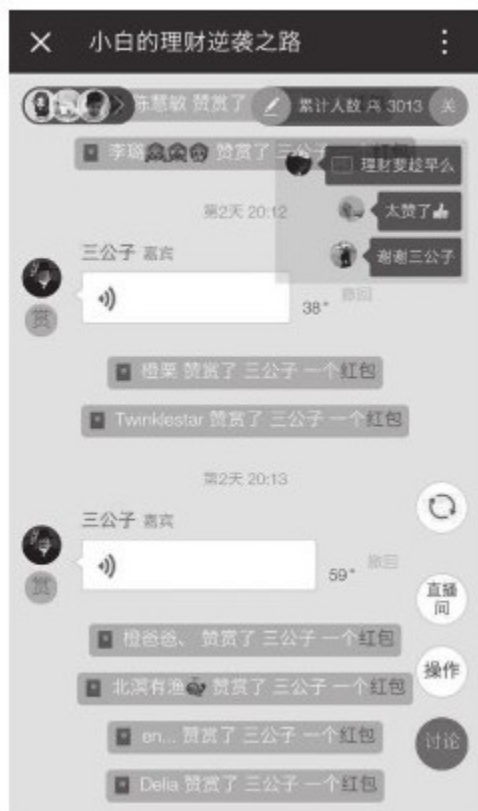 小白的理财逆袭之路
陈慧敏 赞赏了
累计人数 3013 关
李瑶 赞赏了 三公子 一个红包
理财要趁早么
第2天 20:12
太赞了
三公子 嘉宾
谢谢三公子
38" 撤回
赏
橙栗 赞赏了 三公子 一个红包
Twinklestar 赞赏了 三公子 一个红包
第2天 20:13
三公子 嘉宾
59" 撤回
赏
直播间
橙爸爸、 赞赏了 三公子 一个红包
操作
北溟有渔 赞赏了 三公子 一个红包
en... 赞赏了 三公子 一个红包
讨论
Delia 赞赏了 三公子 一个红包